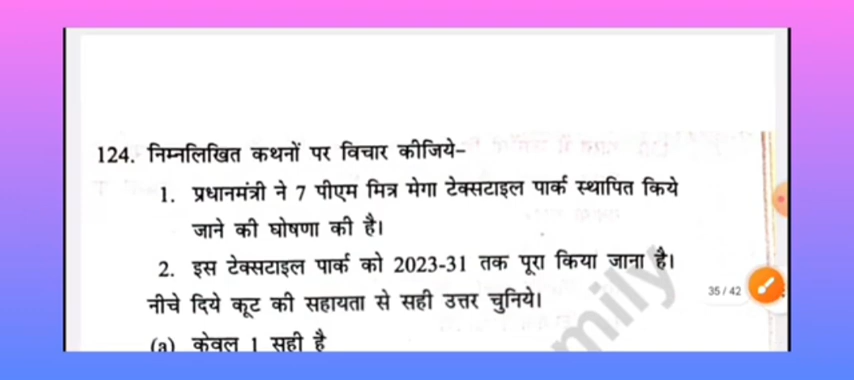 124. निम्नलिखित कथनों पर विचार कीजिये-
1. प्रधानमंत्री ने 7 पीएम मित्र मेगा टेक्सटाइल पार्क स्थापित किये
जाने की घोषणा की है।
2. इस टेक्सटाइल पार्क को 2023-31 तक पूरा किया जाना है।
नीचे दिये कूट की सहायता से सही उत्तर चुनिये।
35 / 42
(a) केवल 1 सही है
mily